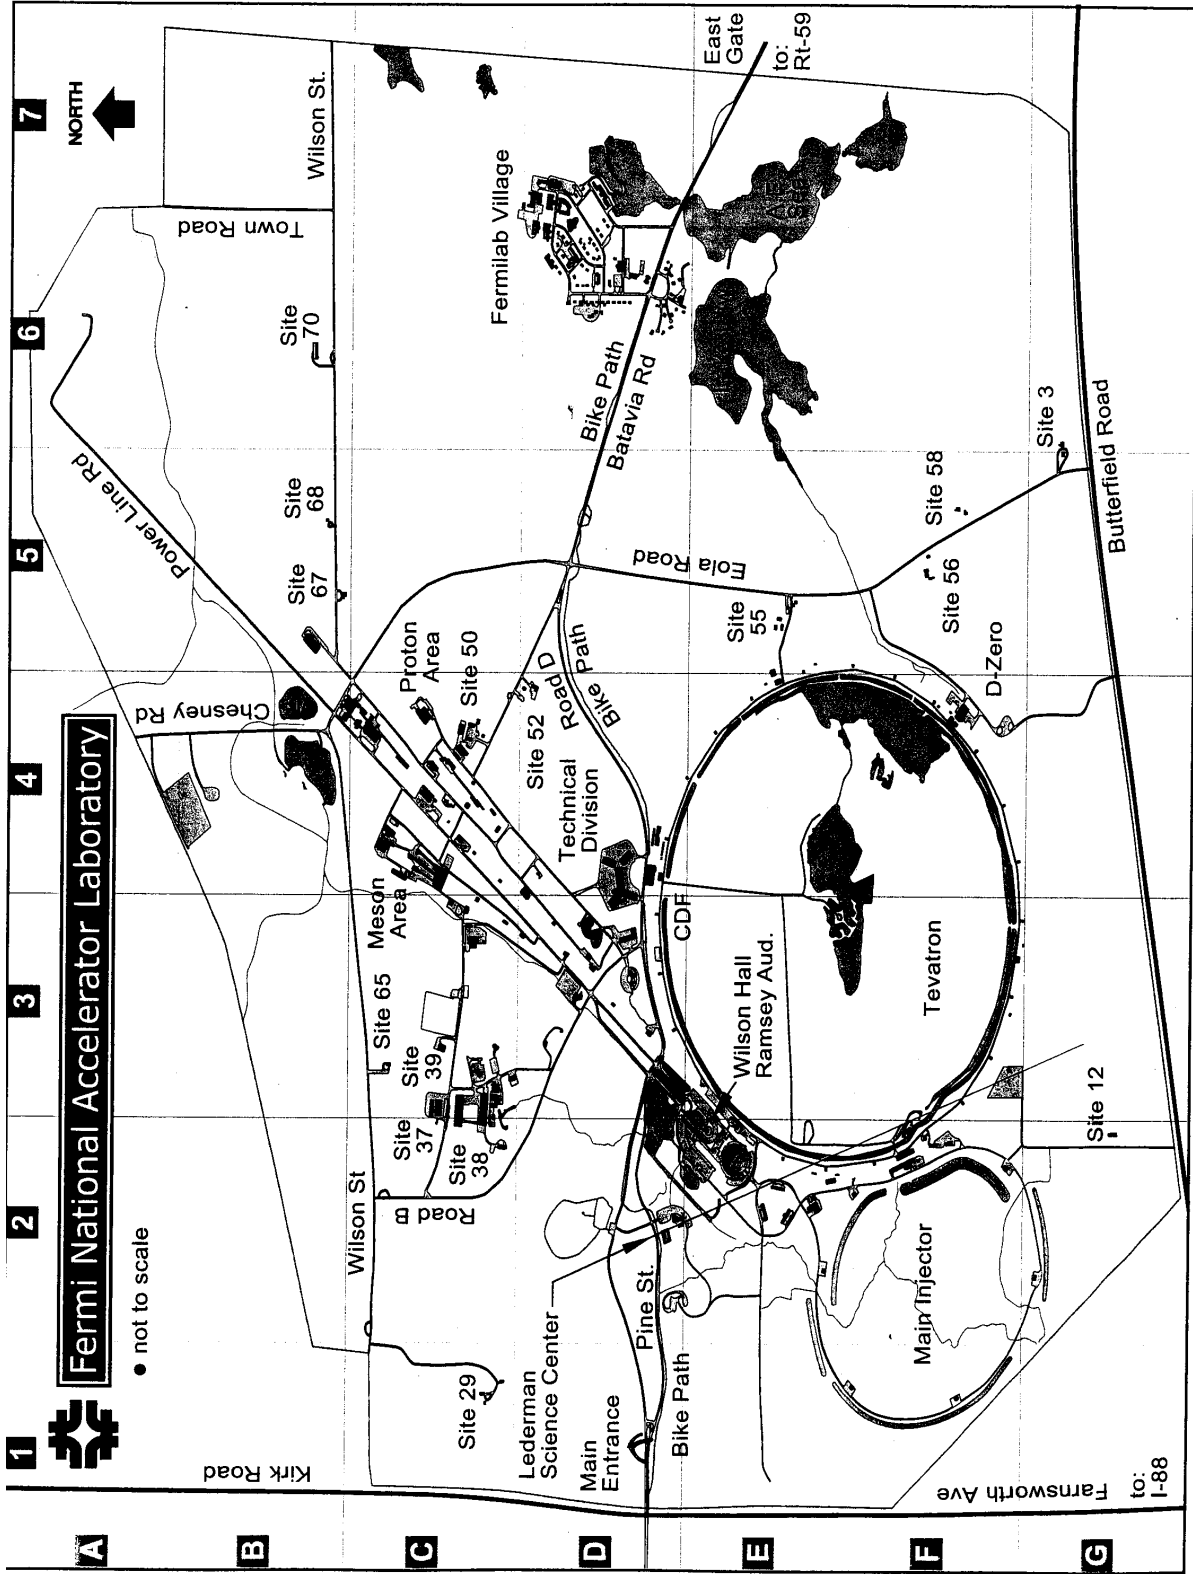 Fermi National Accelerator Laboratory
● not to scale
1
2
3
4
5
6
7
A
B
C
D
E
F
G
NORTH
Kirk Road
Wilson St
Wilson St.
Town Road
Power Line Rd
Chesney Rd
Site
70
Site
68
Site
67
Site 65
Meson
Area
Proton
Area
Site 50
Site 52
Site
39
Site
37
Site
38
Road B
Site 29
Lederman
Science Center
Main
Entrance
Pine St.
Bike Path
Technical
Division
Road D
Bike Path
Fermilab Village
Bike Path
Batavia Rd
East
Gate
to:
Rt-59
Eola Road
Site
55
Site 56
Site 58
Site 3
CDF
Wilson Hall
Ramsey Aud.
Tevatron
D-Zero
Main Injector
Site 12
Butterfield Road
Farnsworth Ave
to:
I-88